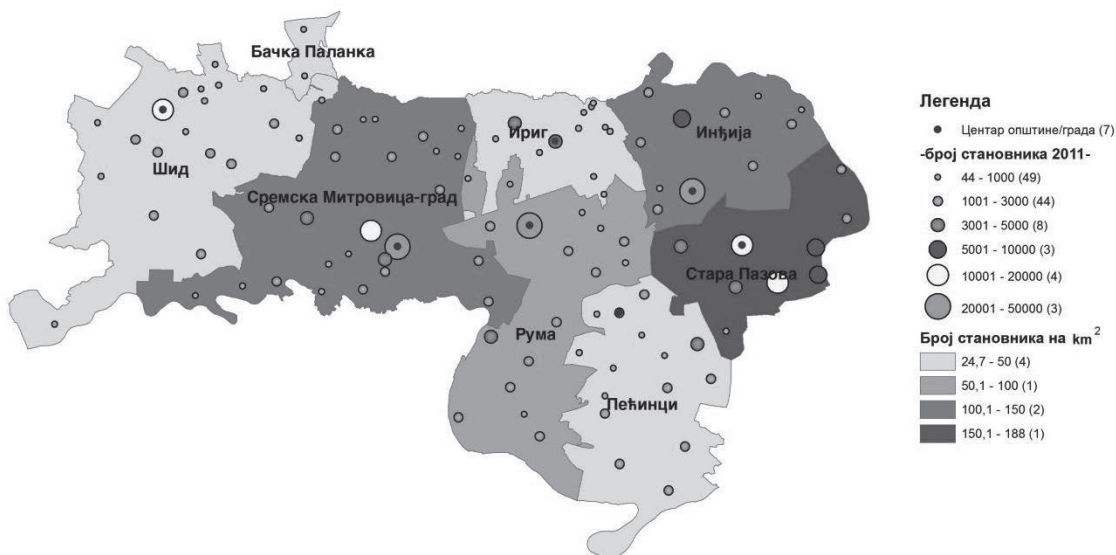 Бачка Паланка
Шид
Ириг
Инђија
Сремска Митровица-град
Стара Пазова
Рума
Пећинци
Легенда
Центар општине/града (7)
-број становника 2011-
44 - 1000 (49)
1001 - 3000 (44)
3001 - 5000 (8)
5001 - 10000 (3)
10001 - 20000 (4)
20001 - 50000 (3)
Број становника на km²
24,7 - 50 (4)
50,1 - 100 (1)
100,1 - 150 (2)
150,1 - 188 (1)